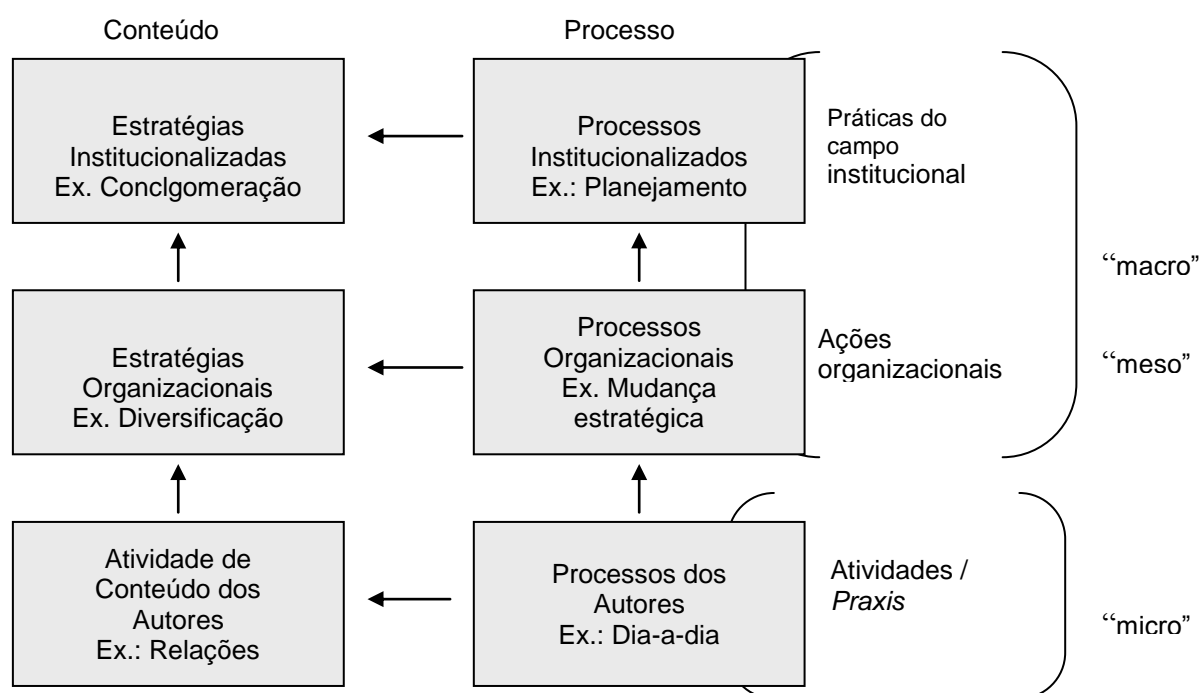 Conteúdo
Processo
Estratégias
Institucionalizadas
Ex. Conclgomeração
Processos
Institucionalizados
Ex.: Planejamento
Práticas do
campo
institucional
“macro”
Estratégias
Organizacionais
Ex. Diversificação
Processos
Organizacionais
Ex. Mudança
estratégica
Ações
organizacionais
“meso”
Atividade de
Conteúdo dos
Autores
Ex.: Relações
Processos dos
Autores
Ex.: Dia-a-dia
Atividades /
Praxis
“micro”